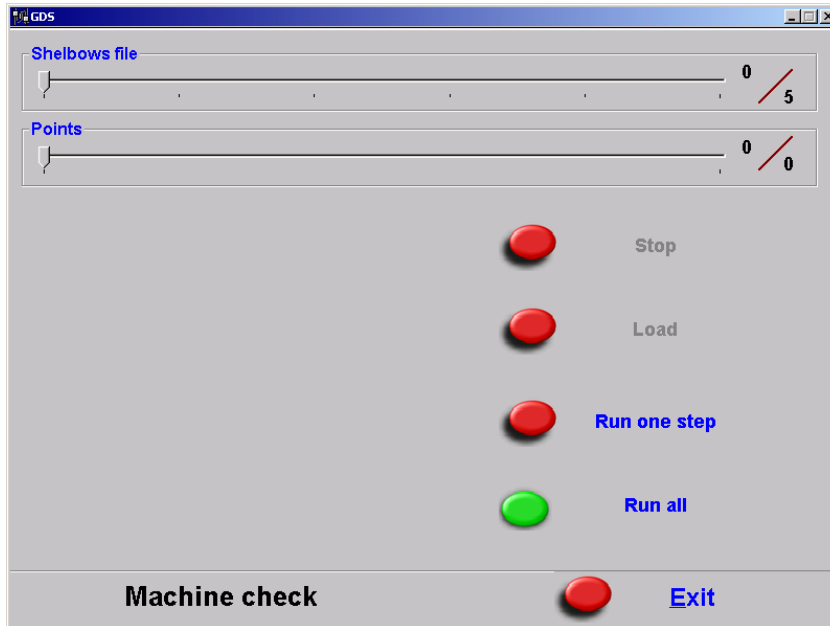 GDS
Shelbows file
0
5
Points
0
0
Stop
Load
Run one step
Run all
Machine check
Exit